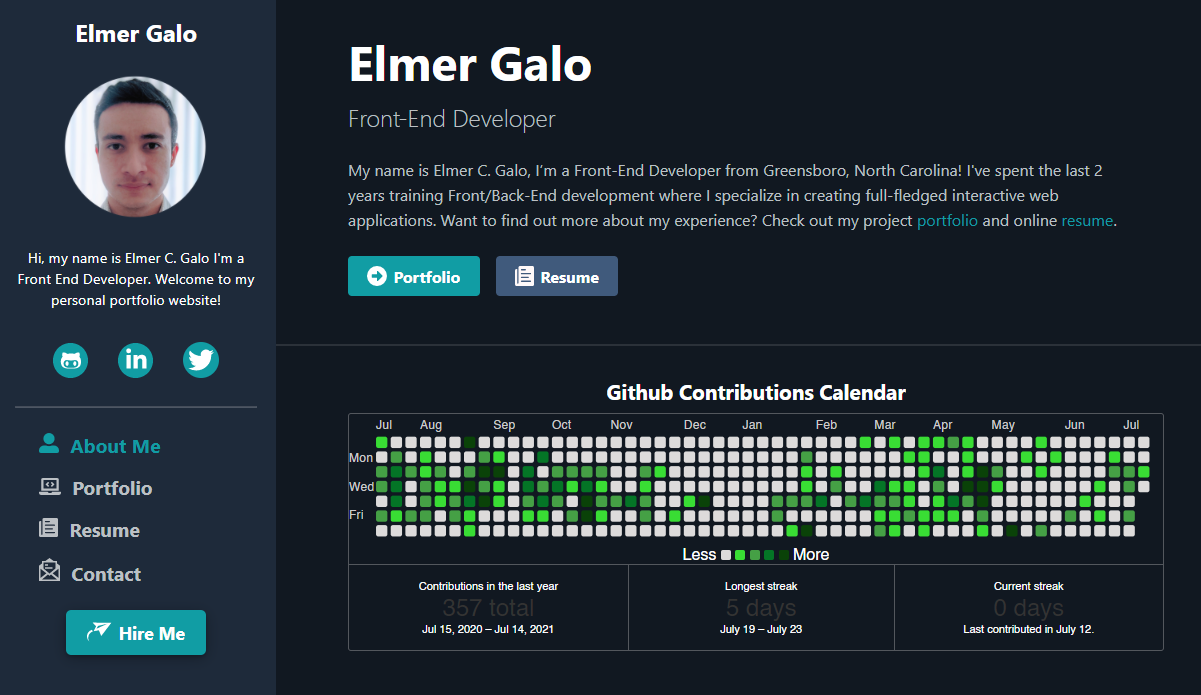 Elmer Galo
Hi, my name is Elmer C. Galo I'm a
Front End Developer. Welcome to my
personal portfolio website!
in
About Me
Portfolio
Resume
Contact
Hire Me
Elmer Galo
Front-End Developer
My name is Elmer C. Galo, I’m a Front-End Developer from Greensboro, North Carolina! I've spent the last 2
years training Front/Back-End development where I specialize in creating full-fledged interactive web
applications. Want to find out more about my experience? Check out my project portfolio and online resume.
Portfolio Resume
Github Contributions Calendar
Jul Aug Sep Oct Nov Dec Jan Feb Mar Apr May Jun Jul
Mon
Wed
Fri
Less More
Contributions in the last year
357 total
Jul 15, 2020 – Jul 14, 2021
Longest streak
5 days
July 19 – July 23
Current streak
0 days
Last contributed in July 12.